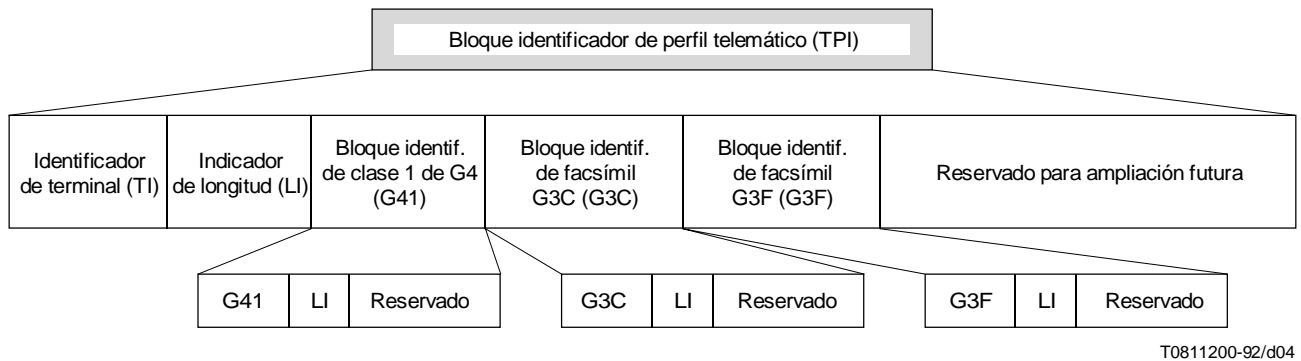 Bloque identificador de perfil telemático (TPI)
Identificador
de terminal (TI)
Indicador
de longitud (LI)
Bloque identif.
de clase 1 de G4
(G41)
Bloque identif.
de facsímil
G3C (G3C)
Bloque identif.
de facsímil
G3F (G3F)
Reservado para ampliación futura
G41 LI Reservado
G3C LI Reservado
G3F LI Reservado
T0811200-92/d04